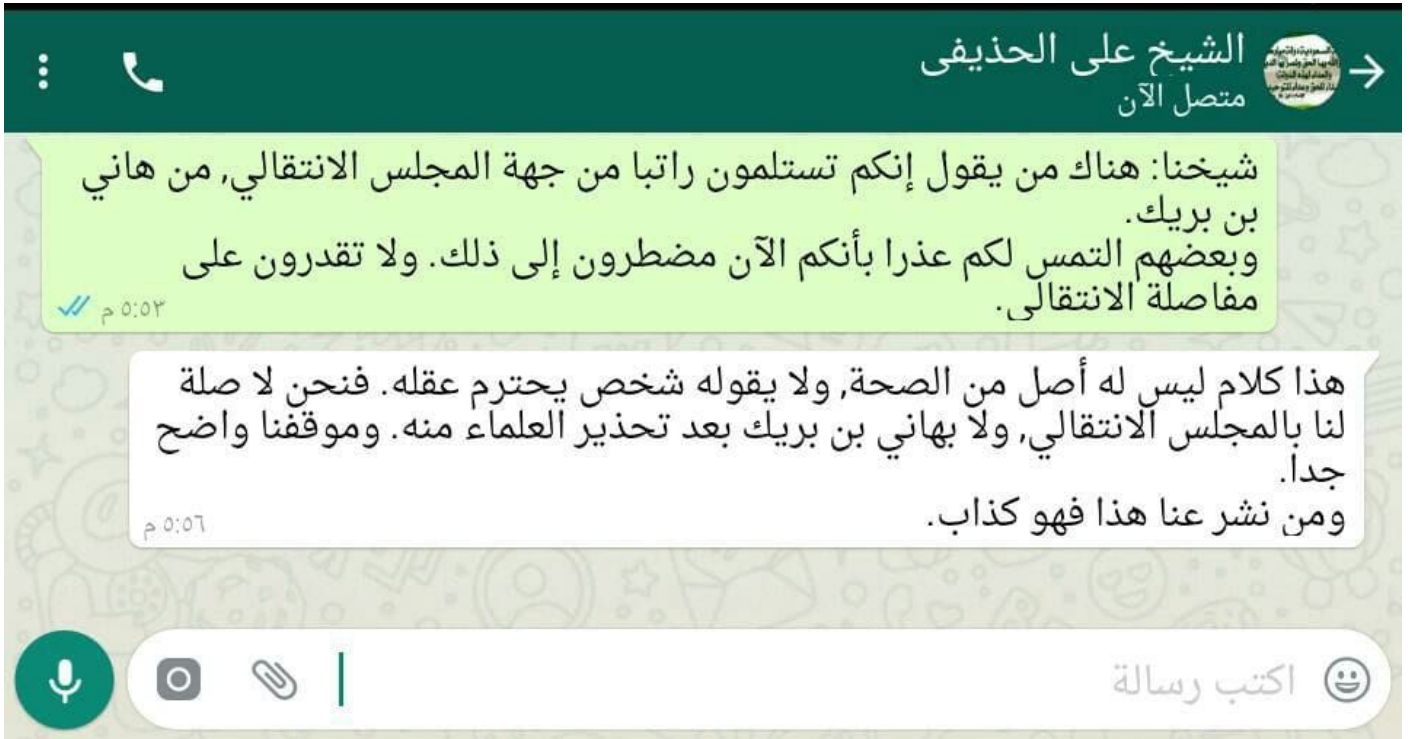 الشيخ على الحذيفى
متصل الآن
شيخنا: هناك من يقول إنكم تستلمون راتبا من جهة المجلس الانتقالي, من هاني
بن بريك.
وبعضهم التمس لكم عذرا بأنكم الآن مضطرون إلى ذلك. ولا تقدرون على
مفاصلة الانتقالي.
٥:٥٣ م
هذا كلام ليس له أصل من الصحة, ولا يقوله شخص يحترم عقله. فنحن لا صلة
لنا بالمجلس الانتقالي, ولا بهاني بن بريك بعد تحذير العلماء منه. وموقفنا واضح
جدا.
ومن نشر عنا هذا فهو كذاب.
٥:٥٦ م
اكتب رسالة